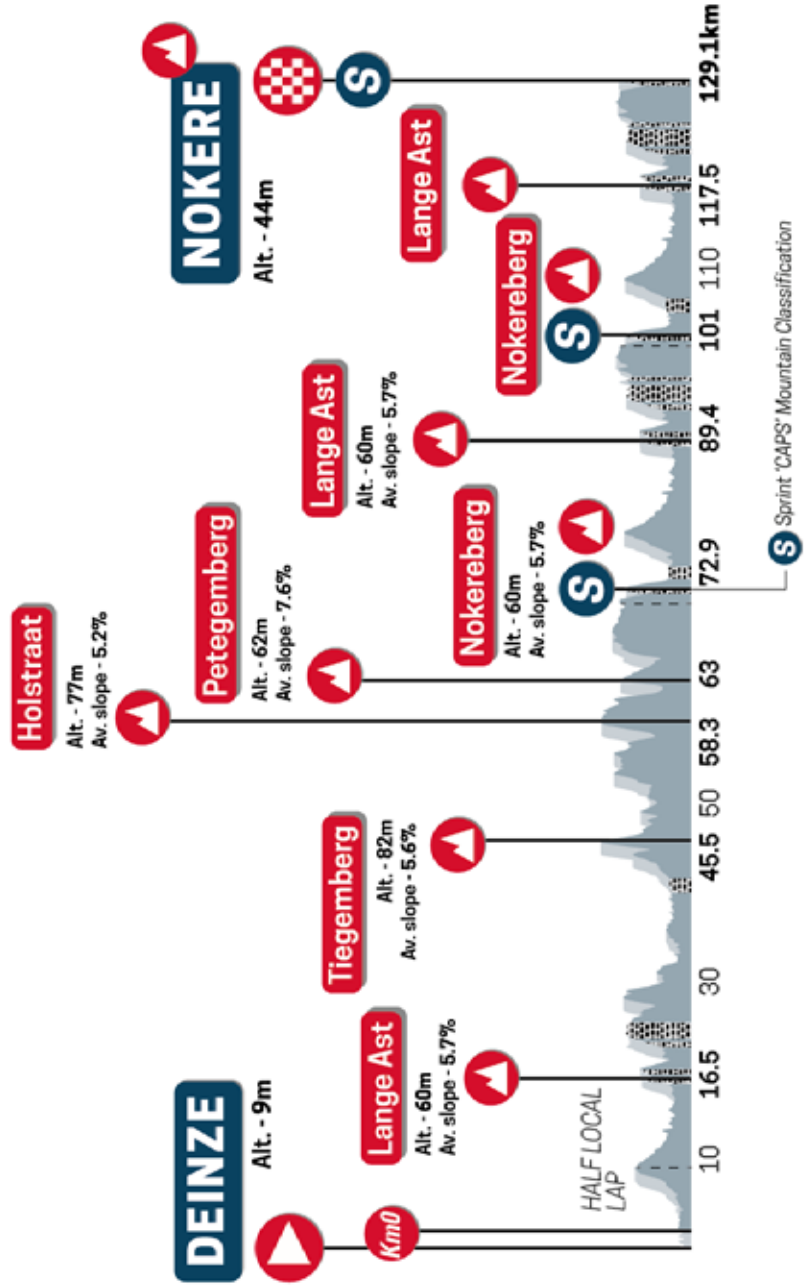 DEINZE
Alt. - 9m
Km0
HALF LOCAL
LAP
Lange Ast
Alt. - 60m
Av. slope - 5.7%
Tiegemberg
Alt. - 82m
Av. slope - 5.6%
Holstraat
Alt. - 77m
Av. slope - 5.2%
Petegemberg
Alt. - 62m
Av. slope - 7.6%
Nokereberg
Alt. - 60m
Av. slope - 5.7%
S
Lange Ast
Alt. - 60m
Av. slope - 5.7%
Nokereberg
S
Lange Ast
NOKERE
Alt. - 44m
S
10
16.5
30
45.5
50
58.3
63
72.9
89.4
101
110
117.5
129.1km
S Sprint 'CAPS' Mountain Classification